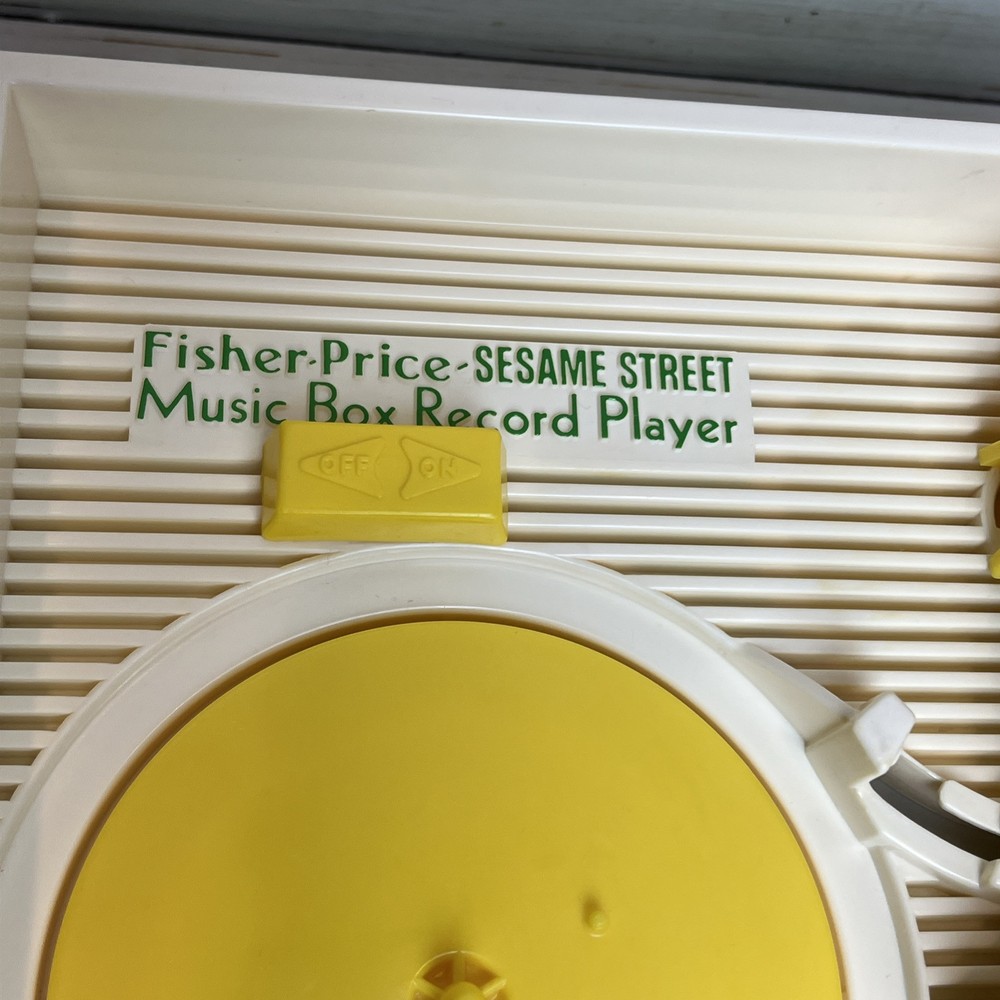 Fisher-Price-SESAME STREET
Music Box Record Player
OFF ON